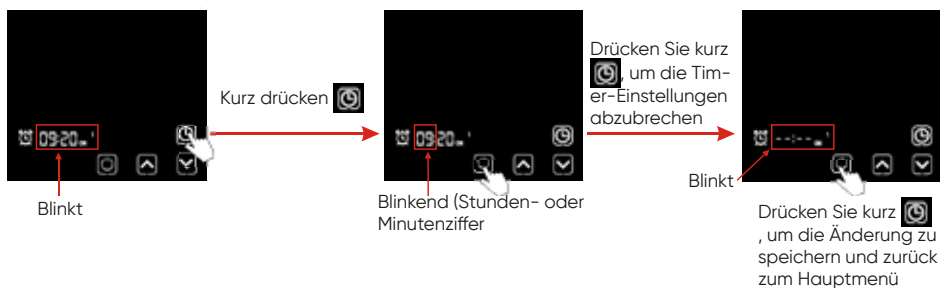 09:20
Blinkt
Kurz drücken
09:20
Blinkend (Stunden- oder
Minutenziffer
Drücken Sie kurz
, um die Tim-
er-Einstellungen
abzubrechen
--:--
Blinkt
Drücken Sie kurz
, um die Änderung zu
speichern und zurück
zum Hauptmenü